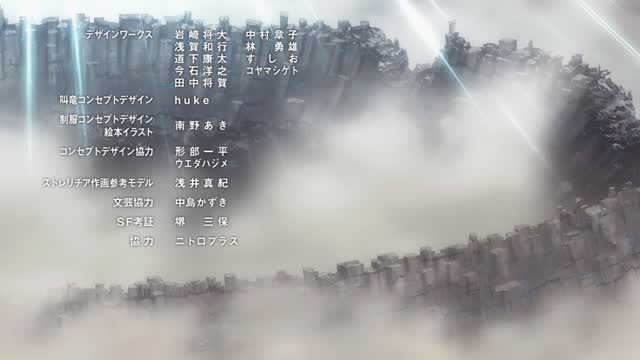 デザインワークス 岩崎将大 中村章子
浅賀和行 林 勇雄
道下康太 すしお
今石洋之 コヤマシゲト
田中将賀
叫竜コンセプトデザイン huke
制服コンセプトデザイン
絵本イラスト 南野あき
コンセプトデザイン協力 形部一平
ウエダハジメ
ストレリチア作画参考モデル 浅井真紀
文芸協力 中島かずき
SF考証 堺 三保
協力 ニトロプラス